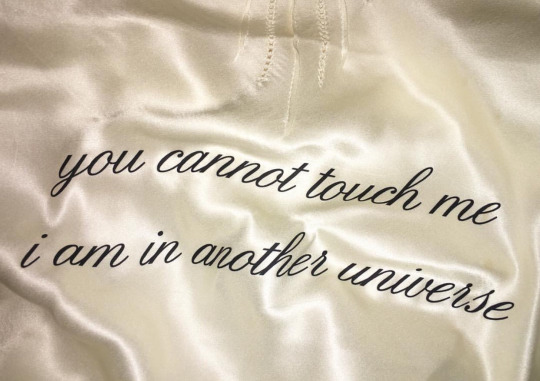 you cannot touch me
i am in another universe